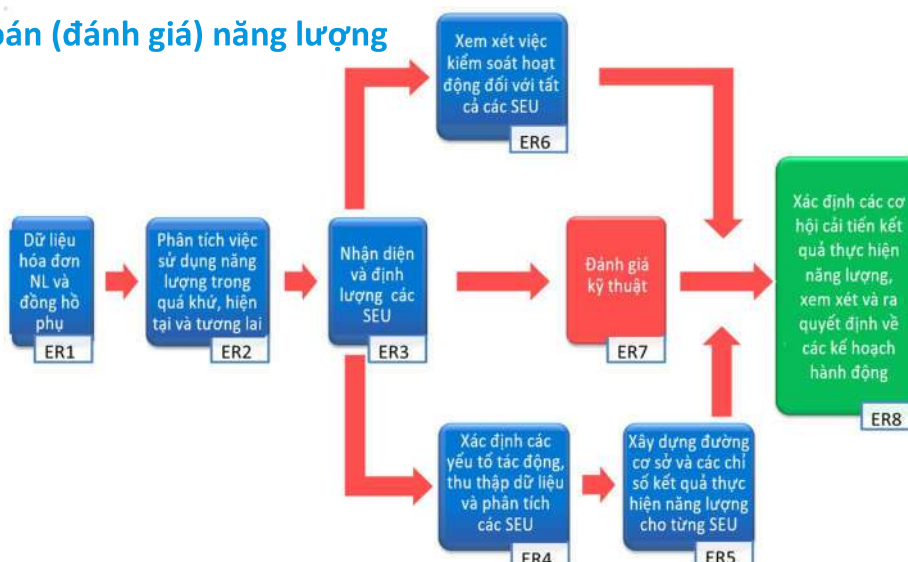 oán (đánh giá) năng lượng
Xem xét việc
kiểm soát hoạt
động đối với tất
cả các SEU
ER6
Dữ liệu
hóa đơn
NL và
đồng hồ
phụ
ER1
Phân tích việc
sử dụng năng
lượng trong
quá khứ, hiện
tại và tương lai
ER2
Nhận diện
và định
lượng các
SEU
ER3
Đánh giá
kỹ thuật
ER7
Xác định các cơ
hội cải tiến kết
quả thực hiện
năng lượng,
xem xét và ra
quyết định về
các kế hoạch
hành động
ER8
Xác định các
yếu tố tác động,
thu thập dữ liệu
và phân tích
các SEU
ER4
Xây dựng đường
cơ sở và các chỉ
số kết quả thực
hiện năng lượng
cho từng SEU
ER5